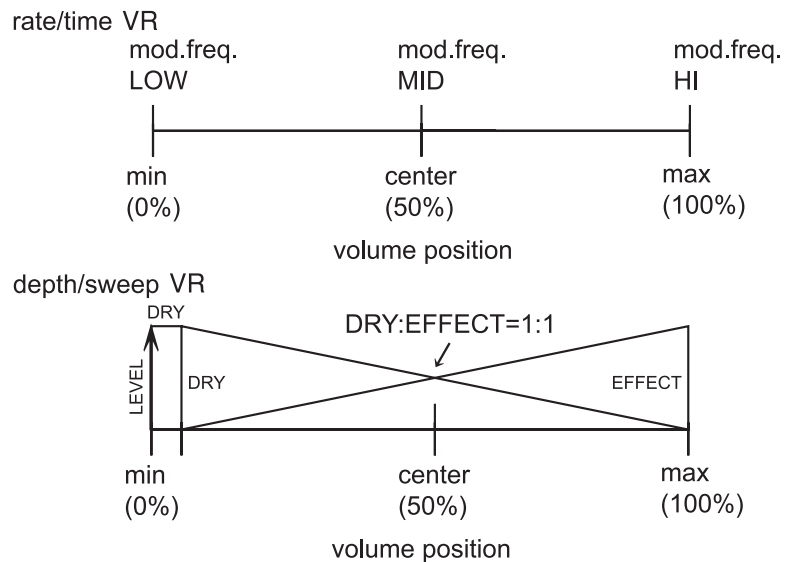 rate/time VR
mod.freq. mod.freq. mod.freq.
LOW MID HI
min center max
(0%) (50%) (100%)
volume position
depth/sweep VR
DRY
DRY:EFFECT=1:1
LEVEL
DRY
EFFECT
min center max
(0%) (50%) (100%)
volume position